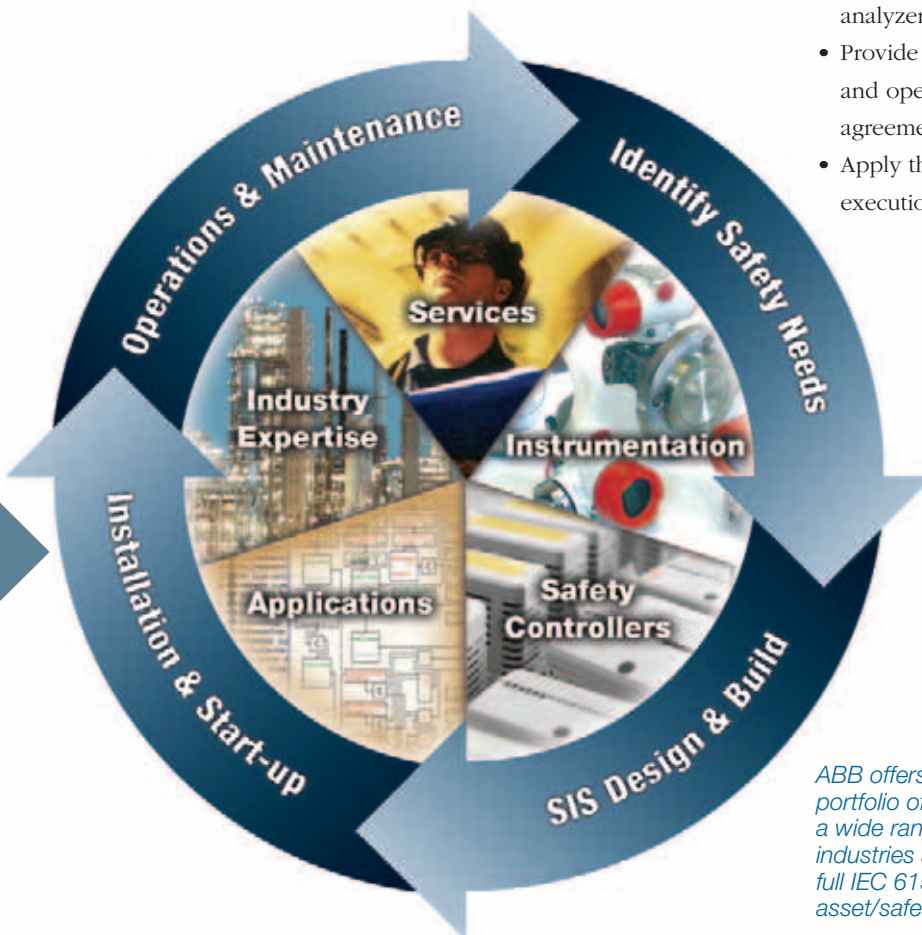 analyzer
• Provide
and ope
agreeme
• Apply th
executio
Operations & Maintenance
Identify Safety Needs
SIS Design & Build
Installation & Start-up
Services
Instrumentation
Safety
Controllers
Applications
Industry
Expertise
ABB offers
portfolio of
a wide ran
industries
full IEC 61
asset/safe